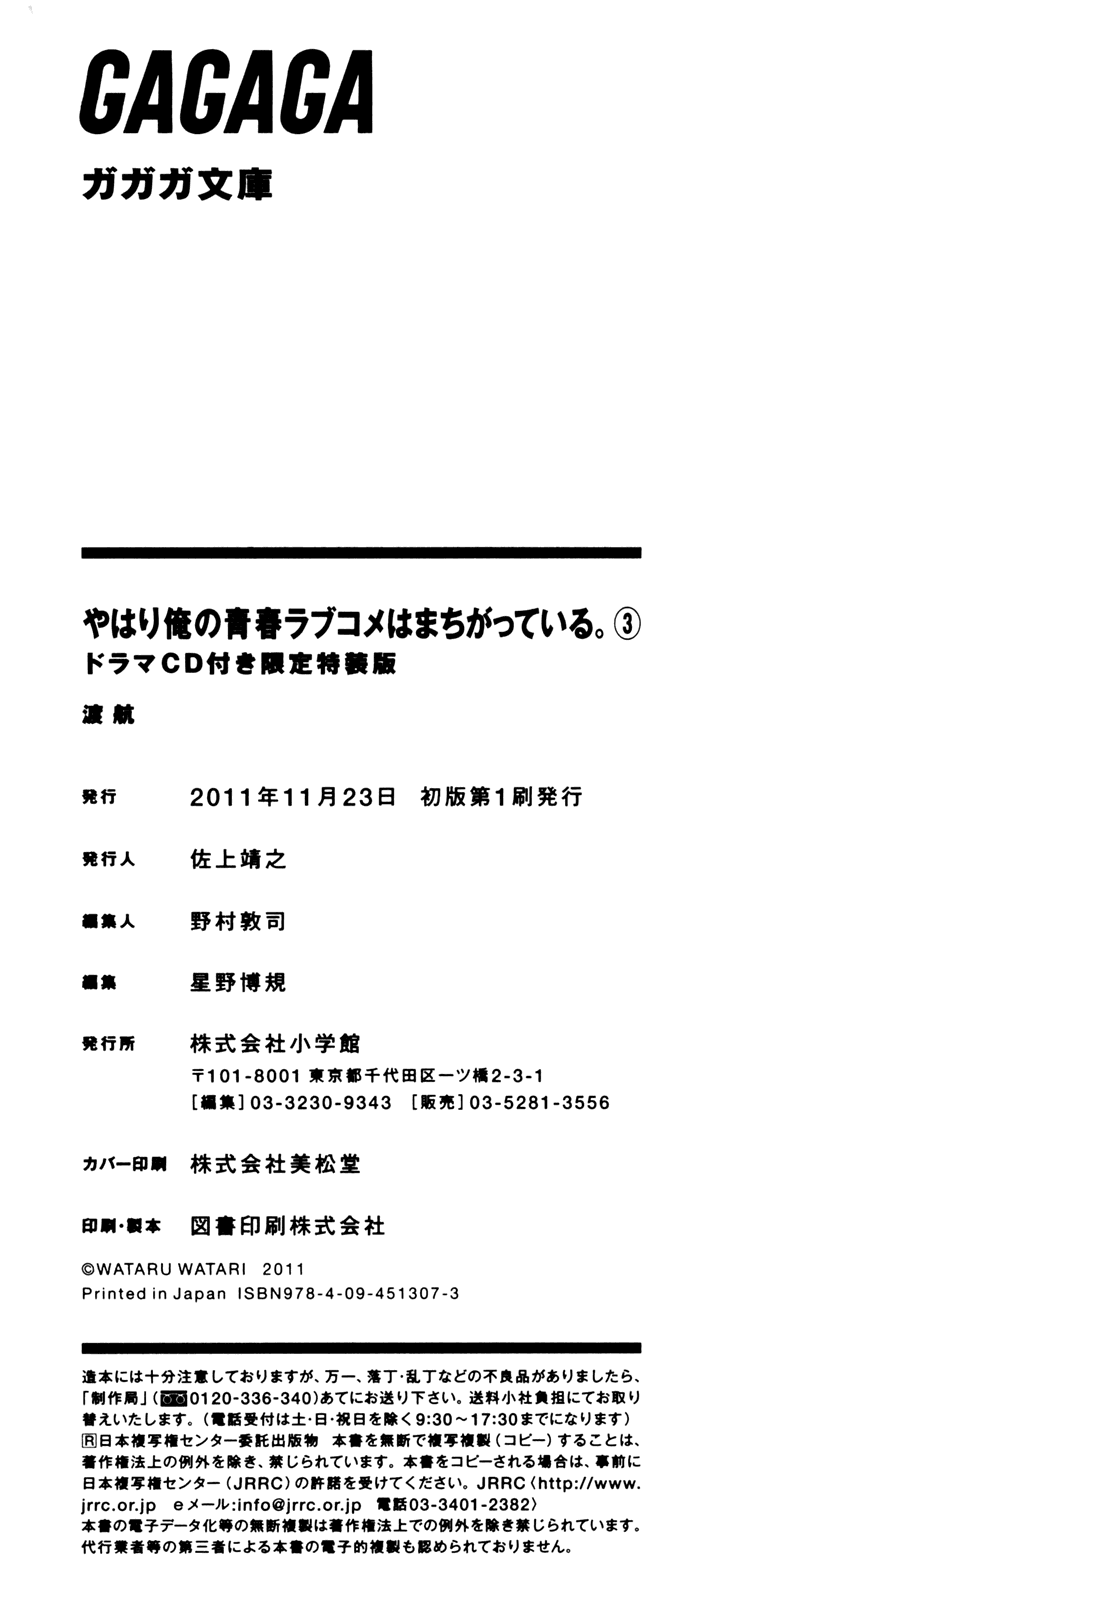 GAGAGA
ガガガ文庫
やはり俺の青春ラブコメはまちがっている。③
ドラマCD付き限定特装版
渡 航
発行 2011年11月23日 初版第1刷発行
発行人 佐上靖之
編集人 野村敦司
編集 星野博規
発行所 株式会社小学館
〒101-8001 東京都千代田区一ツ橋2-3-1
[編集]03-3230-9343 [販売]03-5281-3556
カバー印刷 株式会社美松堂
印刷・製本 図書印刷株式会社
©WATARU WATARI 2011
Printed in Japan ISBN978-4-09-451307-3
造本には十分注意しておりますが、万一、落丁・乱丁などの不良品がありましたら、
「制作局」(0120-336-340)あてにお送り下さい。送料小社負担にてお取り
替えいたします。(電話受付は土・日・祝日を除く9:30〜17:30までになります)
Ⓡ日本複写権センター委託出版物 本書を無断で複写複製(コピー)することは、
著作権法上の例外を除き、禁じられています。本書をコピーされる場合は、事前に
日本複写権センター(JRRC)の許諾を受けてください。JRRC〈http://www.
jrrc.or.jp eメール:info@jrrc.or.jp 電話03-3401-2382〉
本書の電子データ化等の無断複製は著作権法上での例外を除き禁じられています。
代行業者等の第三者による本書の電子的複製も認められておりません。